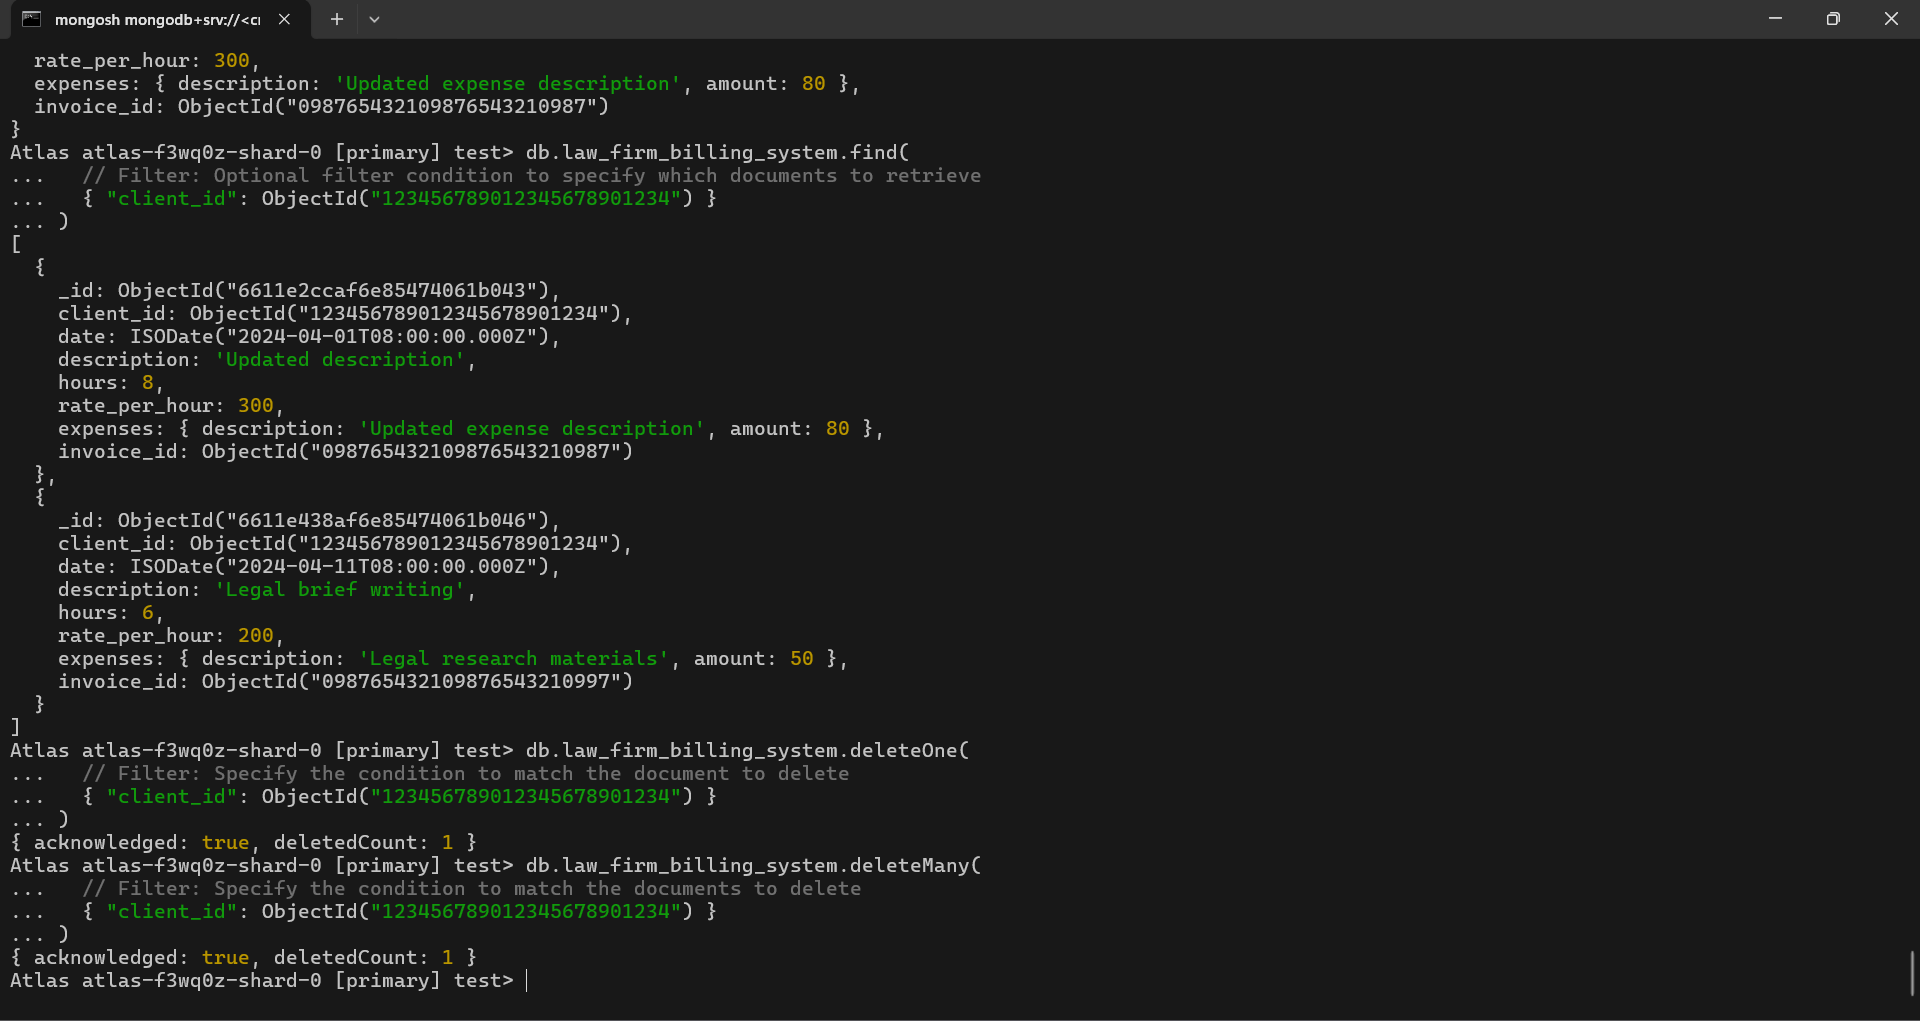 mongosh mongodb+srv://<cr
  rate_per_hour: 300,
  expenses: { description: 'Updated expense description', amount: 80 },
  invoice_id: ObjectId("098765432109876543210987")
}
Atlas atlas-f3wq0z-shard-0 [primary] test> db.law_firm_billing_system.find(
...   // Filter: Optional filter condition to specify which documents to retrieve
...   { "client_id": ObjectId("123456789012345678901234") }
... )
[
  {
    _id: ObjectId("6611e2ccaf6e85474061b043"),
    client_id: ObjectId("123456789012345678901234"),
    date: ISODate("2024-04-01T08:00:00.000Z"),
    description: 'Updated description',
    hours: 8,
    rate_per_hour: 300,
    expenses: { description: 'Updated expense description', amount: 80 },
    invoice_id: ObjectId("098765432109876543210987")
  },
  {
    _id: ObjectId("6611e438af6e85474061b046"),
    client_id: ObjectId("123456789012345678901234"),
    date: ISODate("2024-04-11T08:00:00.000Z"),
    description: 'Legal brief writing',
    hours: 6,
    rate_per_hour: 200,
    expenses: { description: 'Legal research materials', amount: 50 },
    invoice_id: ObjectId("098765432109876543210997")
  }
]
Atlas atlas-f3wq0z-shard-0 [primary] test> db.law_firm_billing_system.deleteOne(
...   // Filter: Specify the condition to match the document to delete
...   { "client_id": ObjectId("123456789012345678901234") }
... )
{ acknowledged: true, deletedCount: 1 }
Atlas atlas-f3wq0z-shard-0 [primary] test> db.law_firm_billing_system.deleteMany(
...   // Filter: Specify the condition to match the documents to delete
...   { "client_id": ObjectId("123456789012345678901234") }
... )
{ acknowledged: true, deletedCount: 1 }
Atlas atlas-f3wq0z-shard-0 [primary] test>